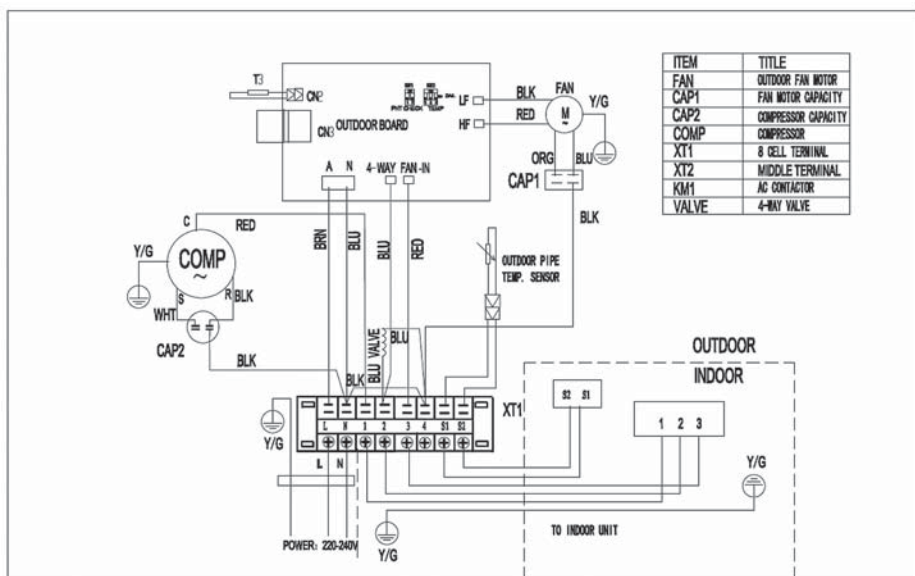 T3
CN2
CN3
OUTDOOR BOARD
LF
HF
A N 4-WAY FAN-IN
FAN
M
~
BLK
RED
Y/G
ORG
BLU
CAP1
BLK
ITEM TITLE
FAN OUTDOOR FAN MOTOR
CAP1 FAN MOTOR CAPACITY
CAP2 COMPRESSOR CAPACITY
COMP COMPRESSOR
XT1 8 CELL TERMINAL
XT2 MIDDLE TERMINAL
KM1 AC CONTACTOR
VALVE 4-WAY VALVE
C
RED
Y/G
COMP
~
S
R
BLK
WHT
CAP2
BLK
BRN
BLU
BLU
RED
BLU
VALVE
BLU
BLK
OUTDOOR PIPE
TEMP. SENSOR
OUTDOOR
INDOOR
XT1
L N 1 2 3 4 S1 S2
Y/G
L N
POWER: 220-240V
Y/G
S2 S1
1 2 3
Y/G
TO INDOOR UNIT